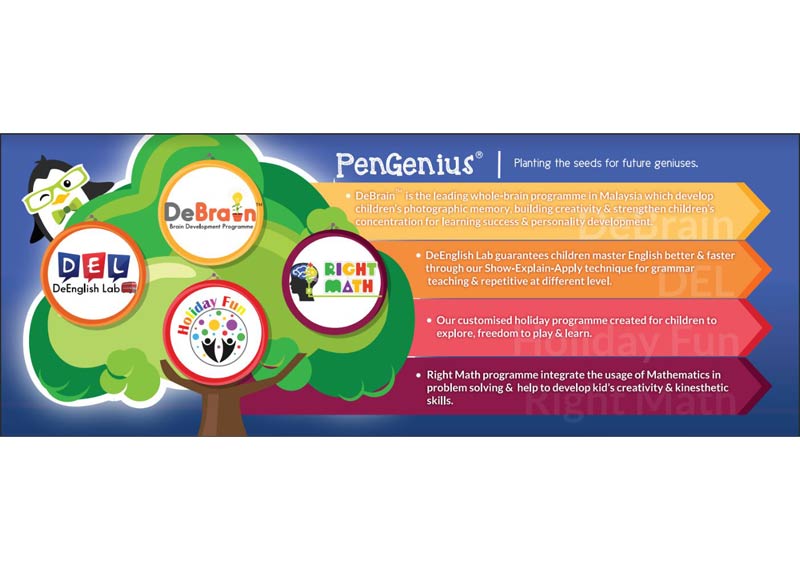 PenGenius®
Planting the seeds for future geniuses.
DeBrain™
Brain Development Programme
DEL
DeEnglish Lab
RIGHT
MATH
Holiday Fun
• DeBrain™ is the leading whole-brain programme in Malaysia which develop
children's photographic memory, building creativity & strengthen children's
concentration for learning success & personality development.
DeBrain
• DeEnglish Lab guarantees children master English better & faster
through our Show-Explain-Apply technique for grammar
teaching & repetitive at different level.
DEL
• Our customised holiday programme created for children to
explore, freedom to play & learn.
Holiday Fun
• Right Math programme integrate the usage of Mathematics in
problem solving & help to develop kid's creativity & kinesthetic
skills.
Right Math